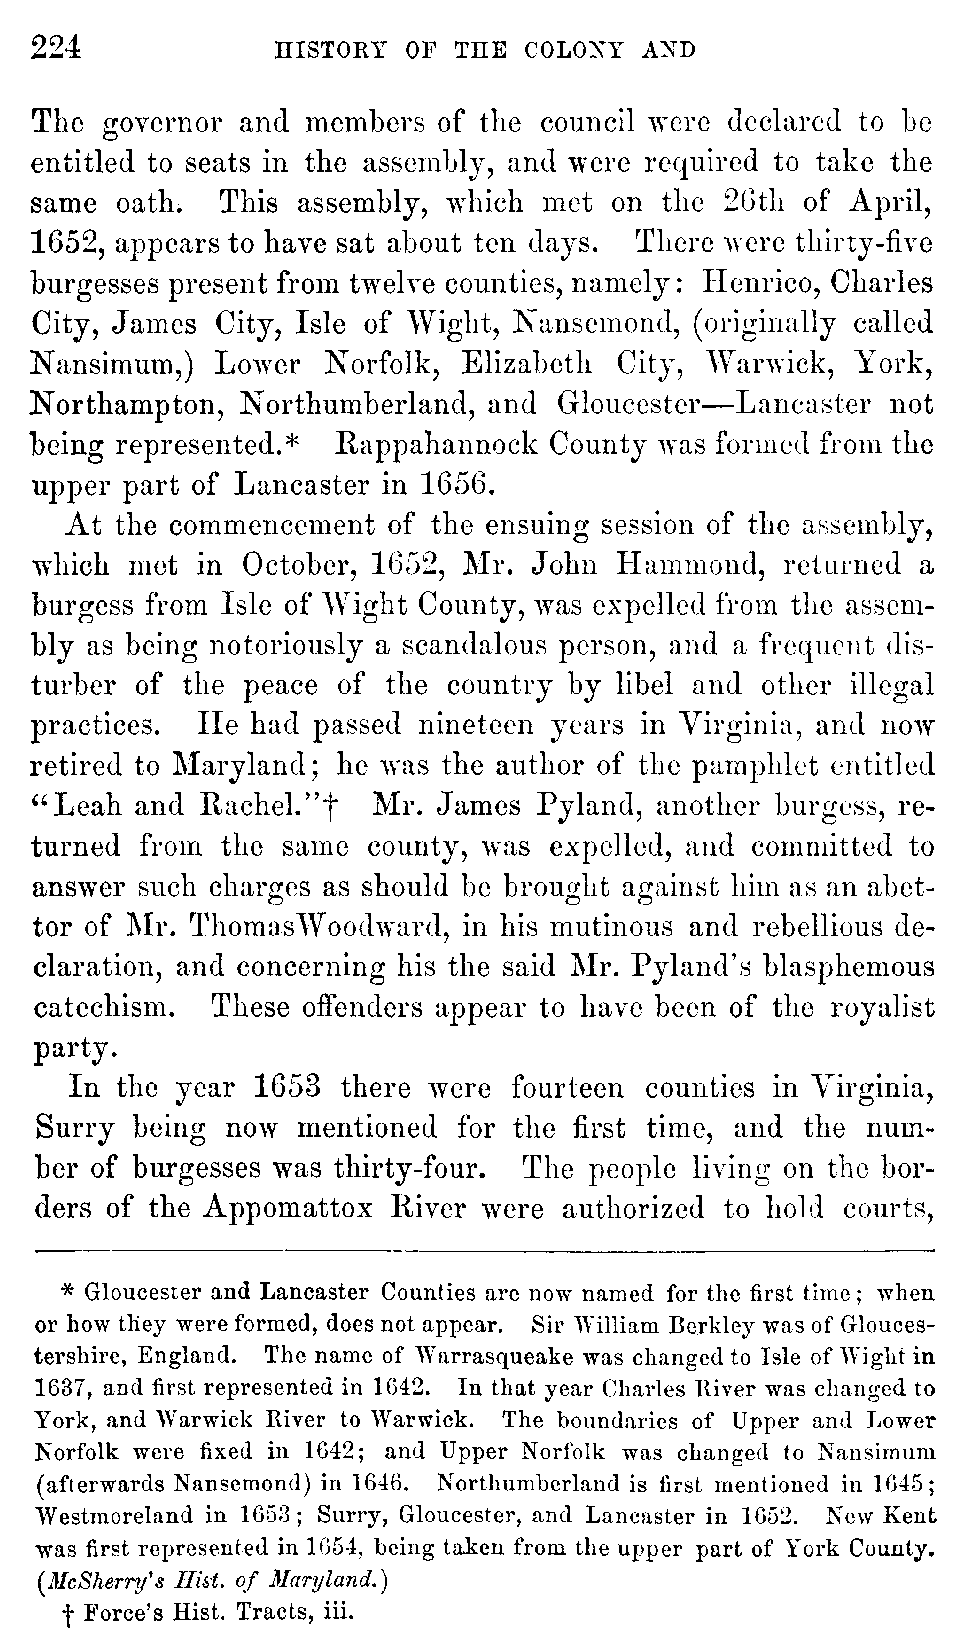 224 HISTORY OF THE COLONY AND
The governor and members of the council were declared to be
entitled to seats in the assembly, and were required to take the
same oath. This assembly, which met on the 26th of April,
1652, appears to have sat about ten days. There were thirty-five
burgesses present from twelve counties, namely: Henrico, Charles
City, James City, Isle of Wight, Nansemond, (originally called
Nansimum,) Lower Norfolk, Elizabeth City, Warwick, York,
Northampton, Northumberland, and Gloucester—Lancaster not
being represented.* Rappahannock County was formed from the
upper part of Lancaster in 1656.
At the commencement of the ensuing session of the assembly,
which met in October, 1652, Mr. John Hammond, returned a
burgess from Isle of Wight County, was expelled from the assem-
bly as being notoriously a scandalous person, and a frequent dis-
turber of the peace of the country by libel and other illegal
practices. He had passed nineteen years in Virginia, and now
retired to Maryland; he was the author of the pamphlet entitled
"Leah and Rachel."† Mr. James Pyland, another burgess, re-
turned from the same county, was expelled, and committed to
answer such charges as should be brought against him as an abet-
tor of Mr. ThomasWoodward, in his mutinous and rebellious de-
claration, and concerning his the said Mr. Pyland's blasphemous
catechism. These offenders appear to have been of the royalist
party.
In the year 1653 there were fourteen counties in Virginia,
Surry being now mentioned for the first time, and the num-
ber of burgesses was thirty-four. The people living on the bor-
ders of the Appomattox River were authorized to hold courts,
* Gloucester and Lancaster Counties are now named for the first time; when
or how they were formed, does not appear. Sir William Berkley was of Glouces-
tershire, England. The name of Warrasqueake was changed to Isle of Wight in
1637, and first represented in 1642. In that year Charles River was changed to
York, and Warwick River to Warwick. The boundaries of Upper and Lower
Norfolk were fixed in 1642; and Upper Norfolk was changed to Nansimum
(afterwards Nansemond) in 1646. Northumberland is first mentioned in 1645;
Westmoreland in 1653; Surry, Gloucester, and Lancaster in 1652. New Kent
was first represented in 1654, being taken from the upper part of York County.
(McSherry's Hist. of Maryland.)
† Force's Hist. Tracts, iii.